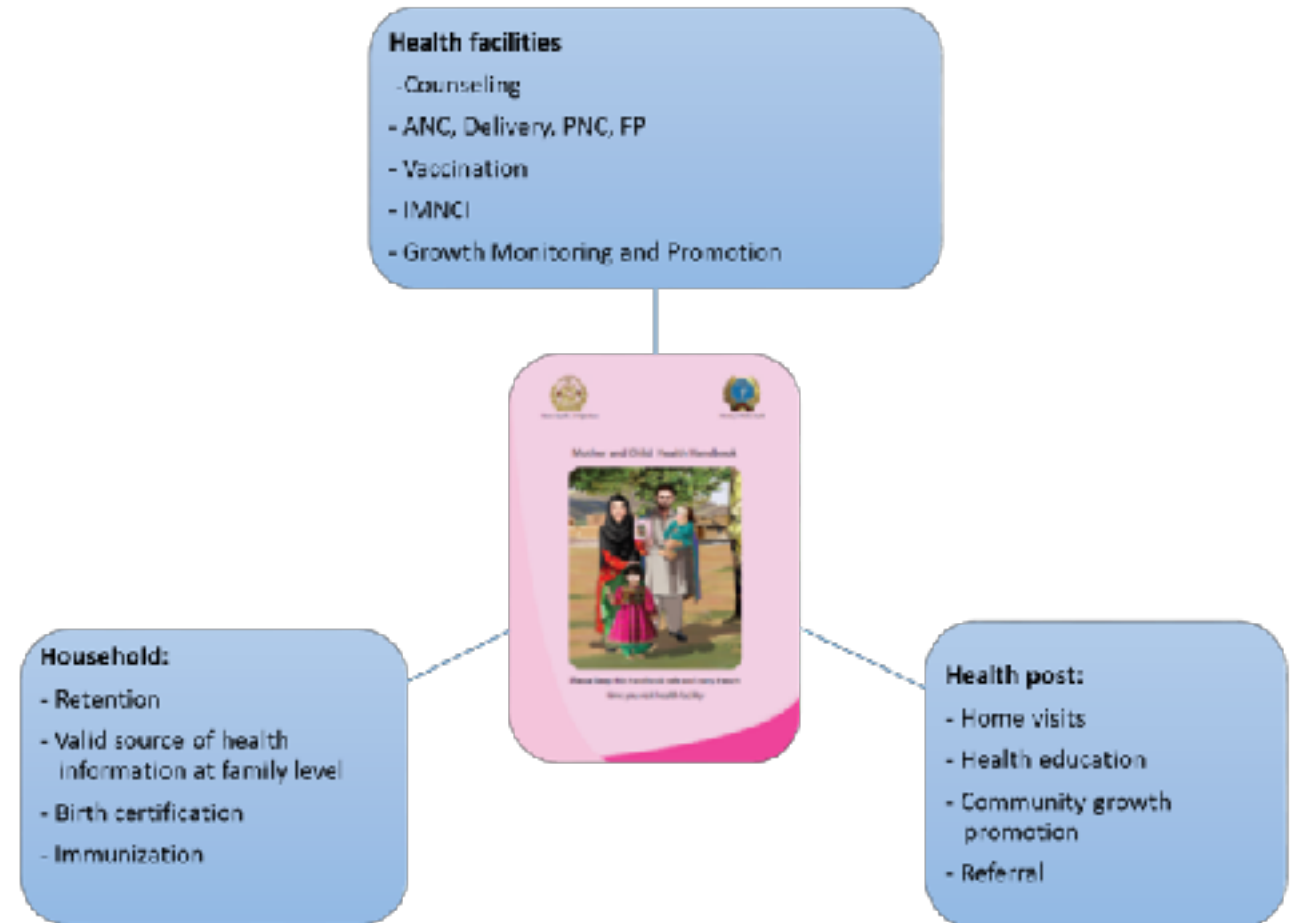 Health facilities
-Counseling
- ANC, Delivery, PNC, FP
- Vaccination
- IMNCI
- Growth Monitoring and Promotion
Mother and Child Health Handbook
Household:
- Retention
- Valid source of health
information at family level
- Birth certification
- Immunization
Health post:
- Home visits
- Health education
- Community growth
promotion
- Referral